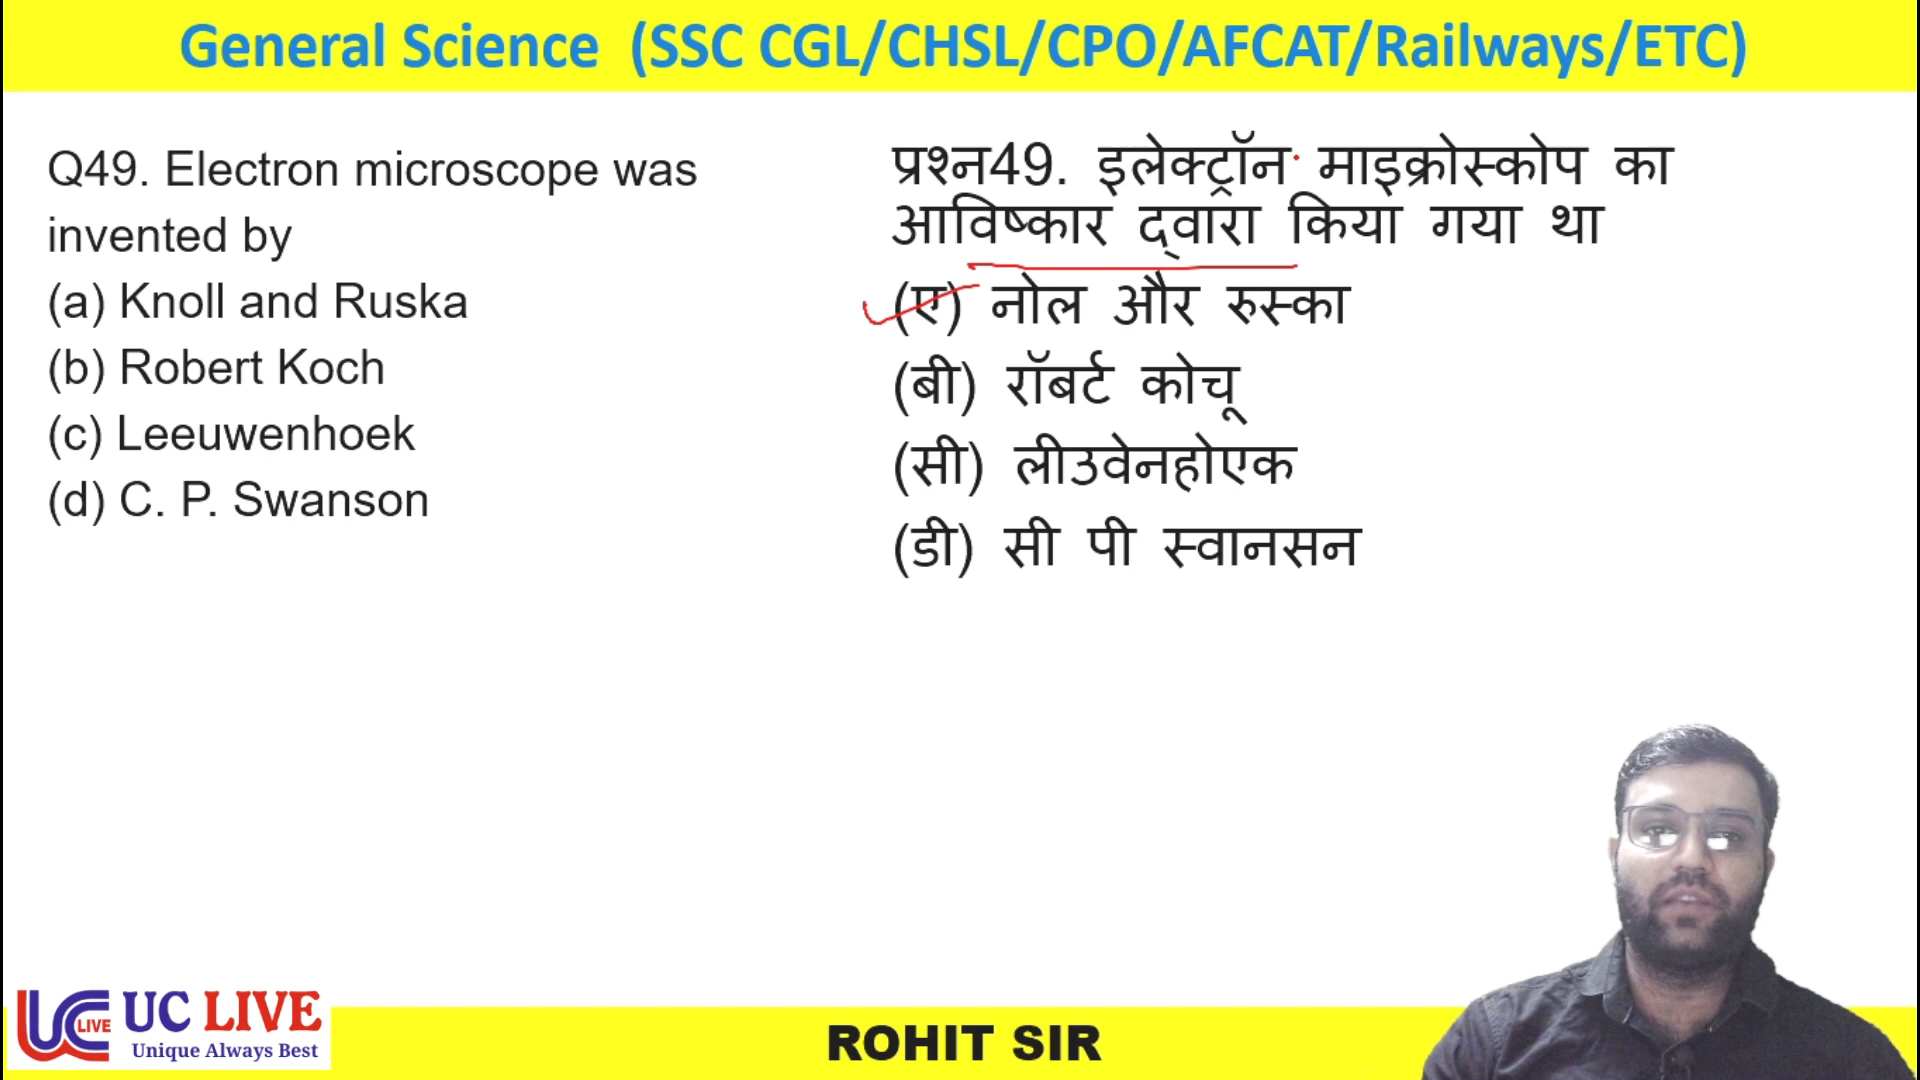 General Science (SSC CGL/CHSL/CPO/AFCAT/Railways/ETC)
Q49. Electron microscope was
invented by
(a) Knoll and Ruska
(b) Robert Koch
(c) Leeuwenhoek
(d) C. P. Swanson
प्रश्न49. इलेक्ट्रॉन माइक्रोस्कोप का
आविष्कार द्वारा किया गया था
(ए) नोल और रुस्का
(बी) रॉबर्ट कोचू
(सी) लीउवेनहोएक
(डी) सी पी स्वानसन
LIVE
UC LIVE
Unique Always Best
ROHIT SIR